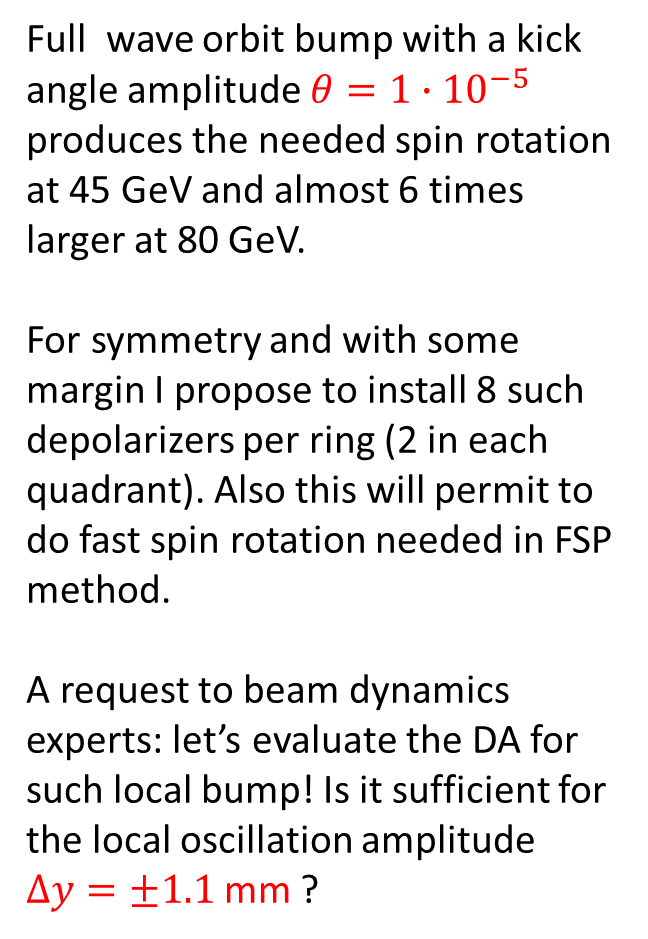 Full wave orbit bump with a kick
angle amplitude θ = 1 · 10⁻⁵
produces the needed spin rotation
at 45 GeV and almost 6 times
larger at 80 GeV.
For symmetry and with some
margin I propose to install 8 such
depolarizers per ring (2 in each
quadrant). Also this will permit to
do fast spin rotation needed in FSP
method.
A request to beam dynamics
experts: let’s evaluate the DA for
such local bump! Is it sufficient for
the local oscillation amplitude
Δy = ±1.1 mm ?